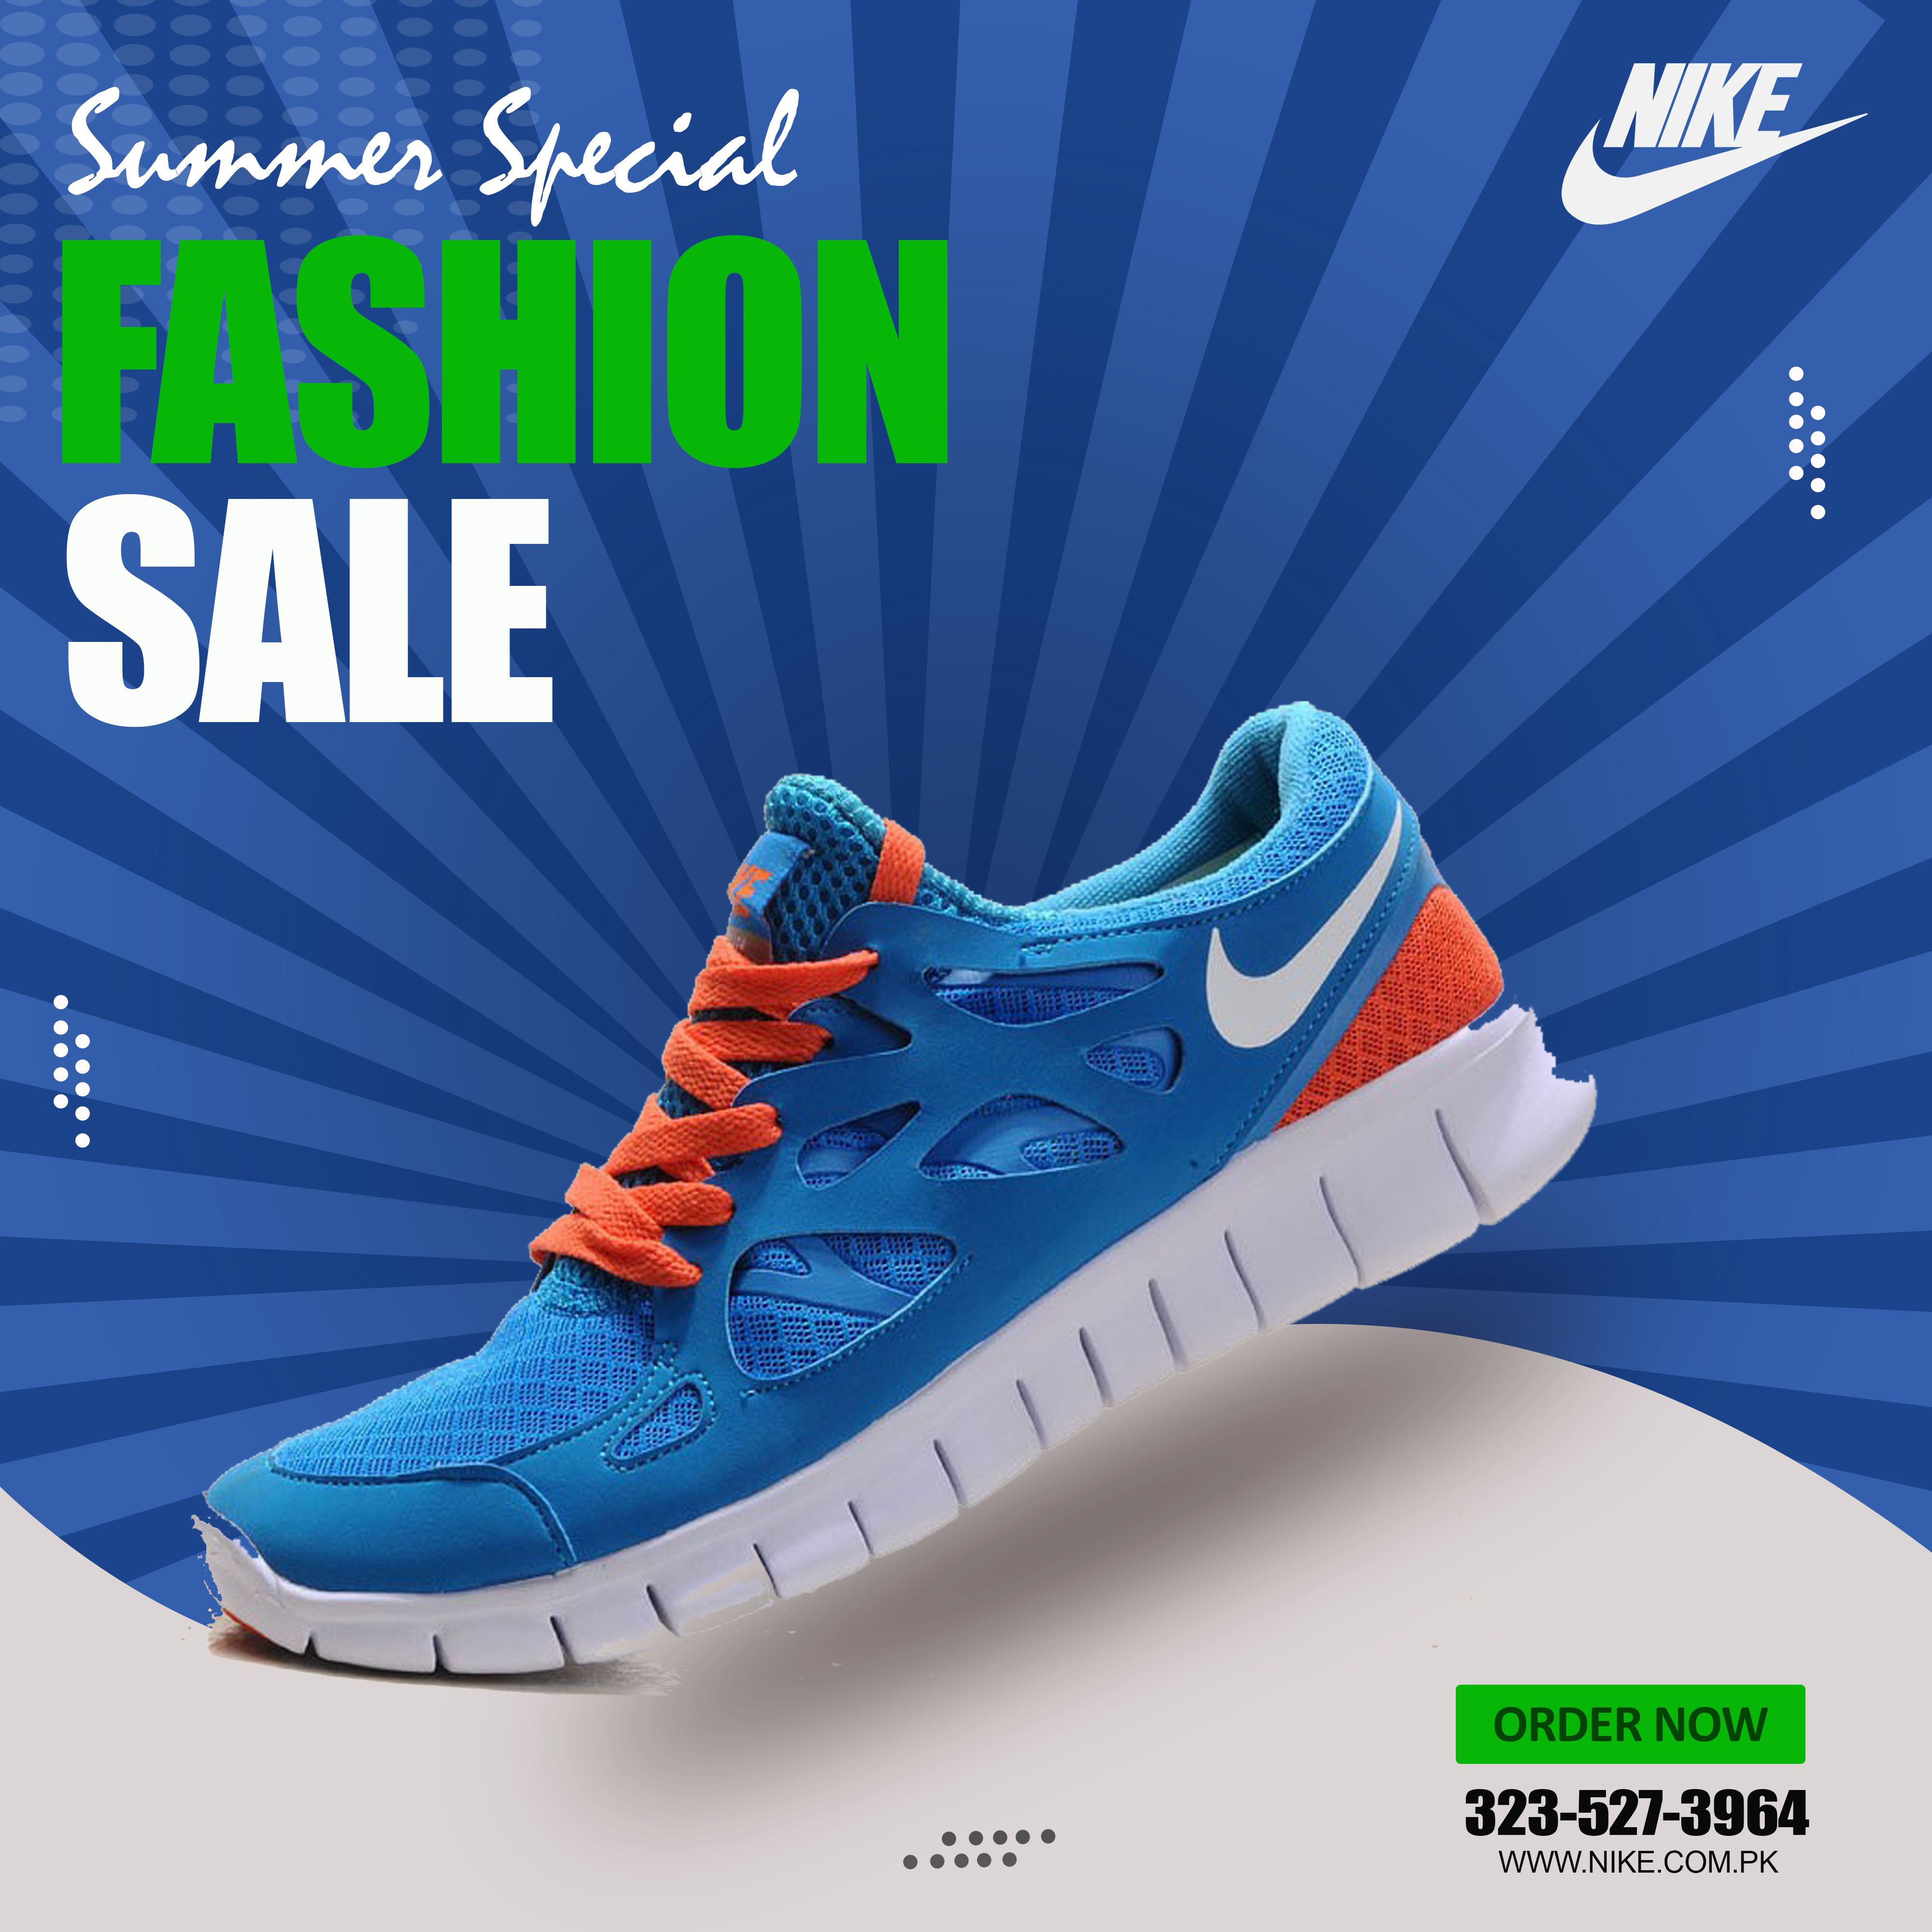 Summer Special
NIKE
FASHION
SALE
ORDER NOW
323-527-3964
WWW.NIKE.COM.PK